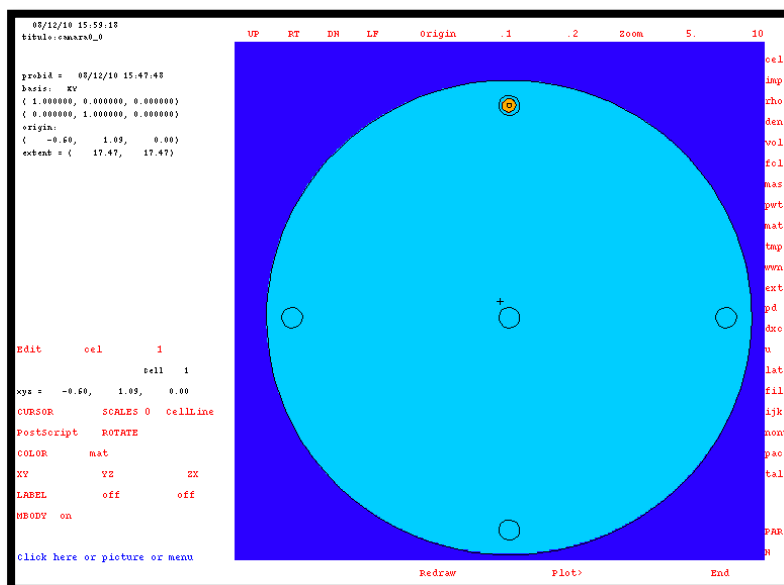 08/12/10 15:59:18
titulo:camara0_0
probid = 08/12/10 15:47:48
basis: XY
( 1.000000, 0.000000, 0.000000)
( 0.000000, 1.000000, 0.000000)
origin:
( -0.60, 1.09, 0.00)
extent = ( 17.47, 17.47)
UP RT DN LF Origin .1 .2 Zoom 5. 10
cel
imp
rho
den
vol
fcl
mas
pwt
mat
tmp
wwn
ext
pd
dxc
u
lat
fil
ijk
nont
pac
tal
PAR
N
Edit cel 1
Cell 1
xyz = -0.60, 1.09, 0.00
CURSOR SCALES 0 CellLine
PostScript ROTATE
COLOR mat
XY YZ ZX
LABEL off off
MBODY on
Click here or picture or menu
Redraw Plot> End